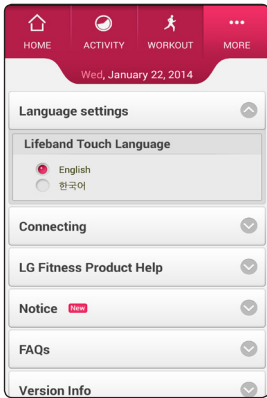 HOME ACTIVITY WORKOUT MORE
Wed, January 22, 2014
Language settings
Lifeband Touch Language
English
한국어
Connecting
LG Fitness Product Help
Notice New
FAQs
Version Info